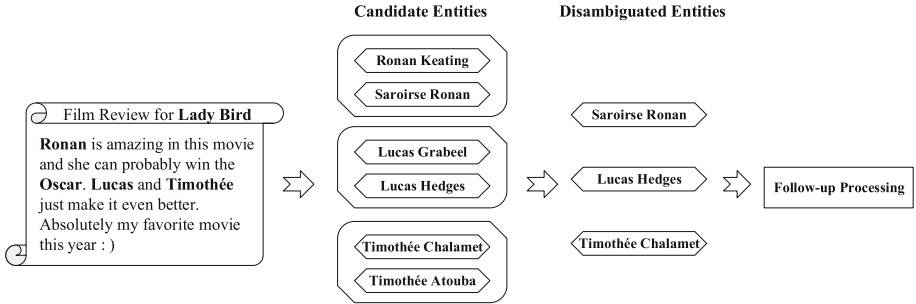 Candidate Entities
Disambiguated Entities
Film Review for Lady Bird
Ronan is amazing in this movie
and she can probably win the
Oscar. Lucas and Timothée
just make it even better.
Absolutely my favorite movie
this year : )
Ronan Keating
Saroirse Ronan
Lucas Grabeel
Lucas Hedges
Timothée Chalamet
Timothée Atouba
Saroirse Ronan
Lucas Hedges
Timothée Chalamet
Follow-up Processing